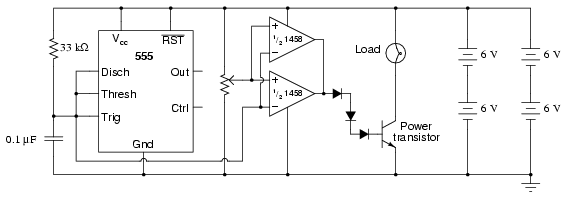 33 kΩ
V_cc
RST
555
Disch
Thresh
Trig
Out
Ctrl
Gnd
0.1 µF
+
1/2 1458
−
+
1/2 1458
−
Load
Power
transistor
6 V
6 V
6 V
6 V